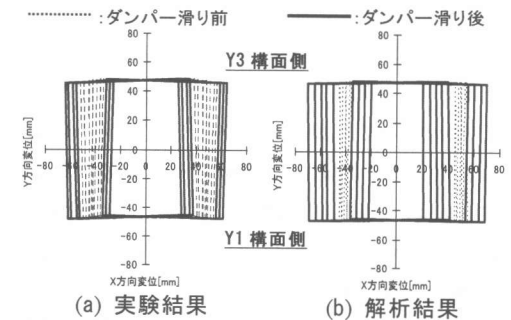 :ダンパー滑り前 :ダンパー滑り後
80 80
Y3 構面側
60 60
40 40
20 20
0 0
-80 -60 -40 -20 0 20 40 60 80 -80 -60 -40 -20 0 20 40 60 80
-20 -20
-40 -40
-60 -60
-80 -80
Y方向変位[mm] Y方向変位[mm]
Y1 構面側
X方向変位[mm] X方向変位[mm]
(a) 実験結果 (b) 解析結果